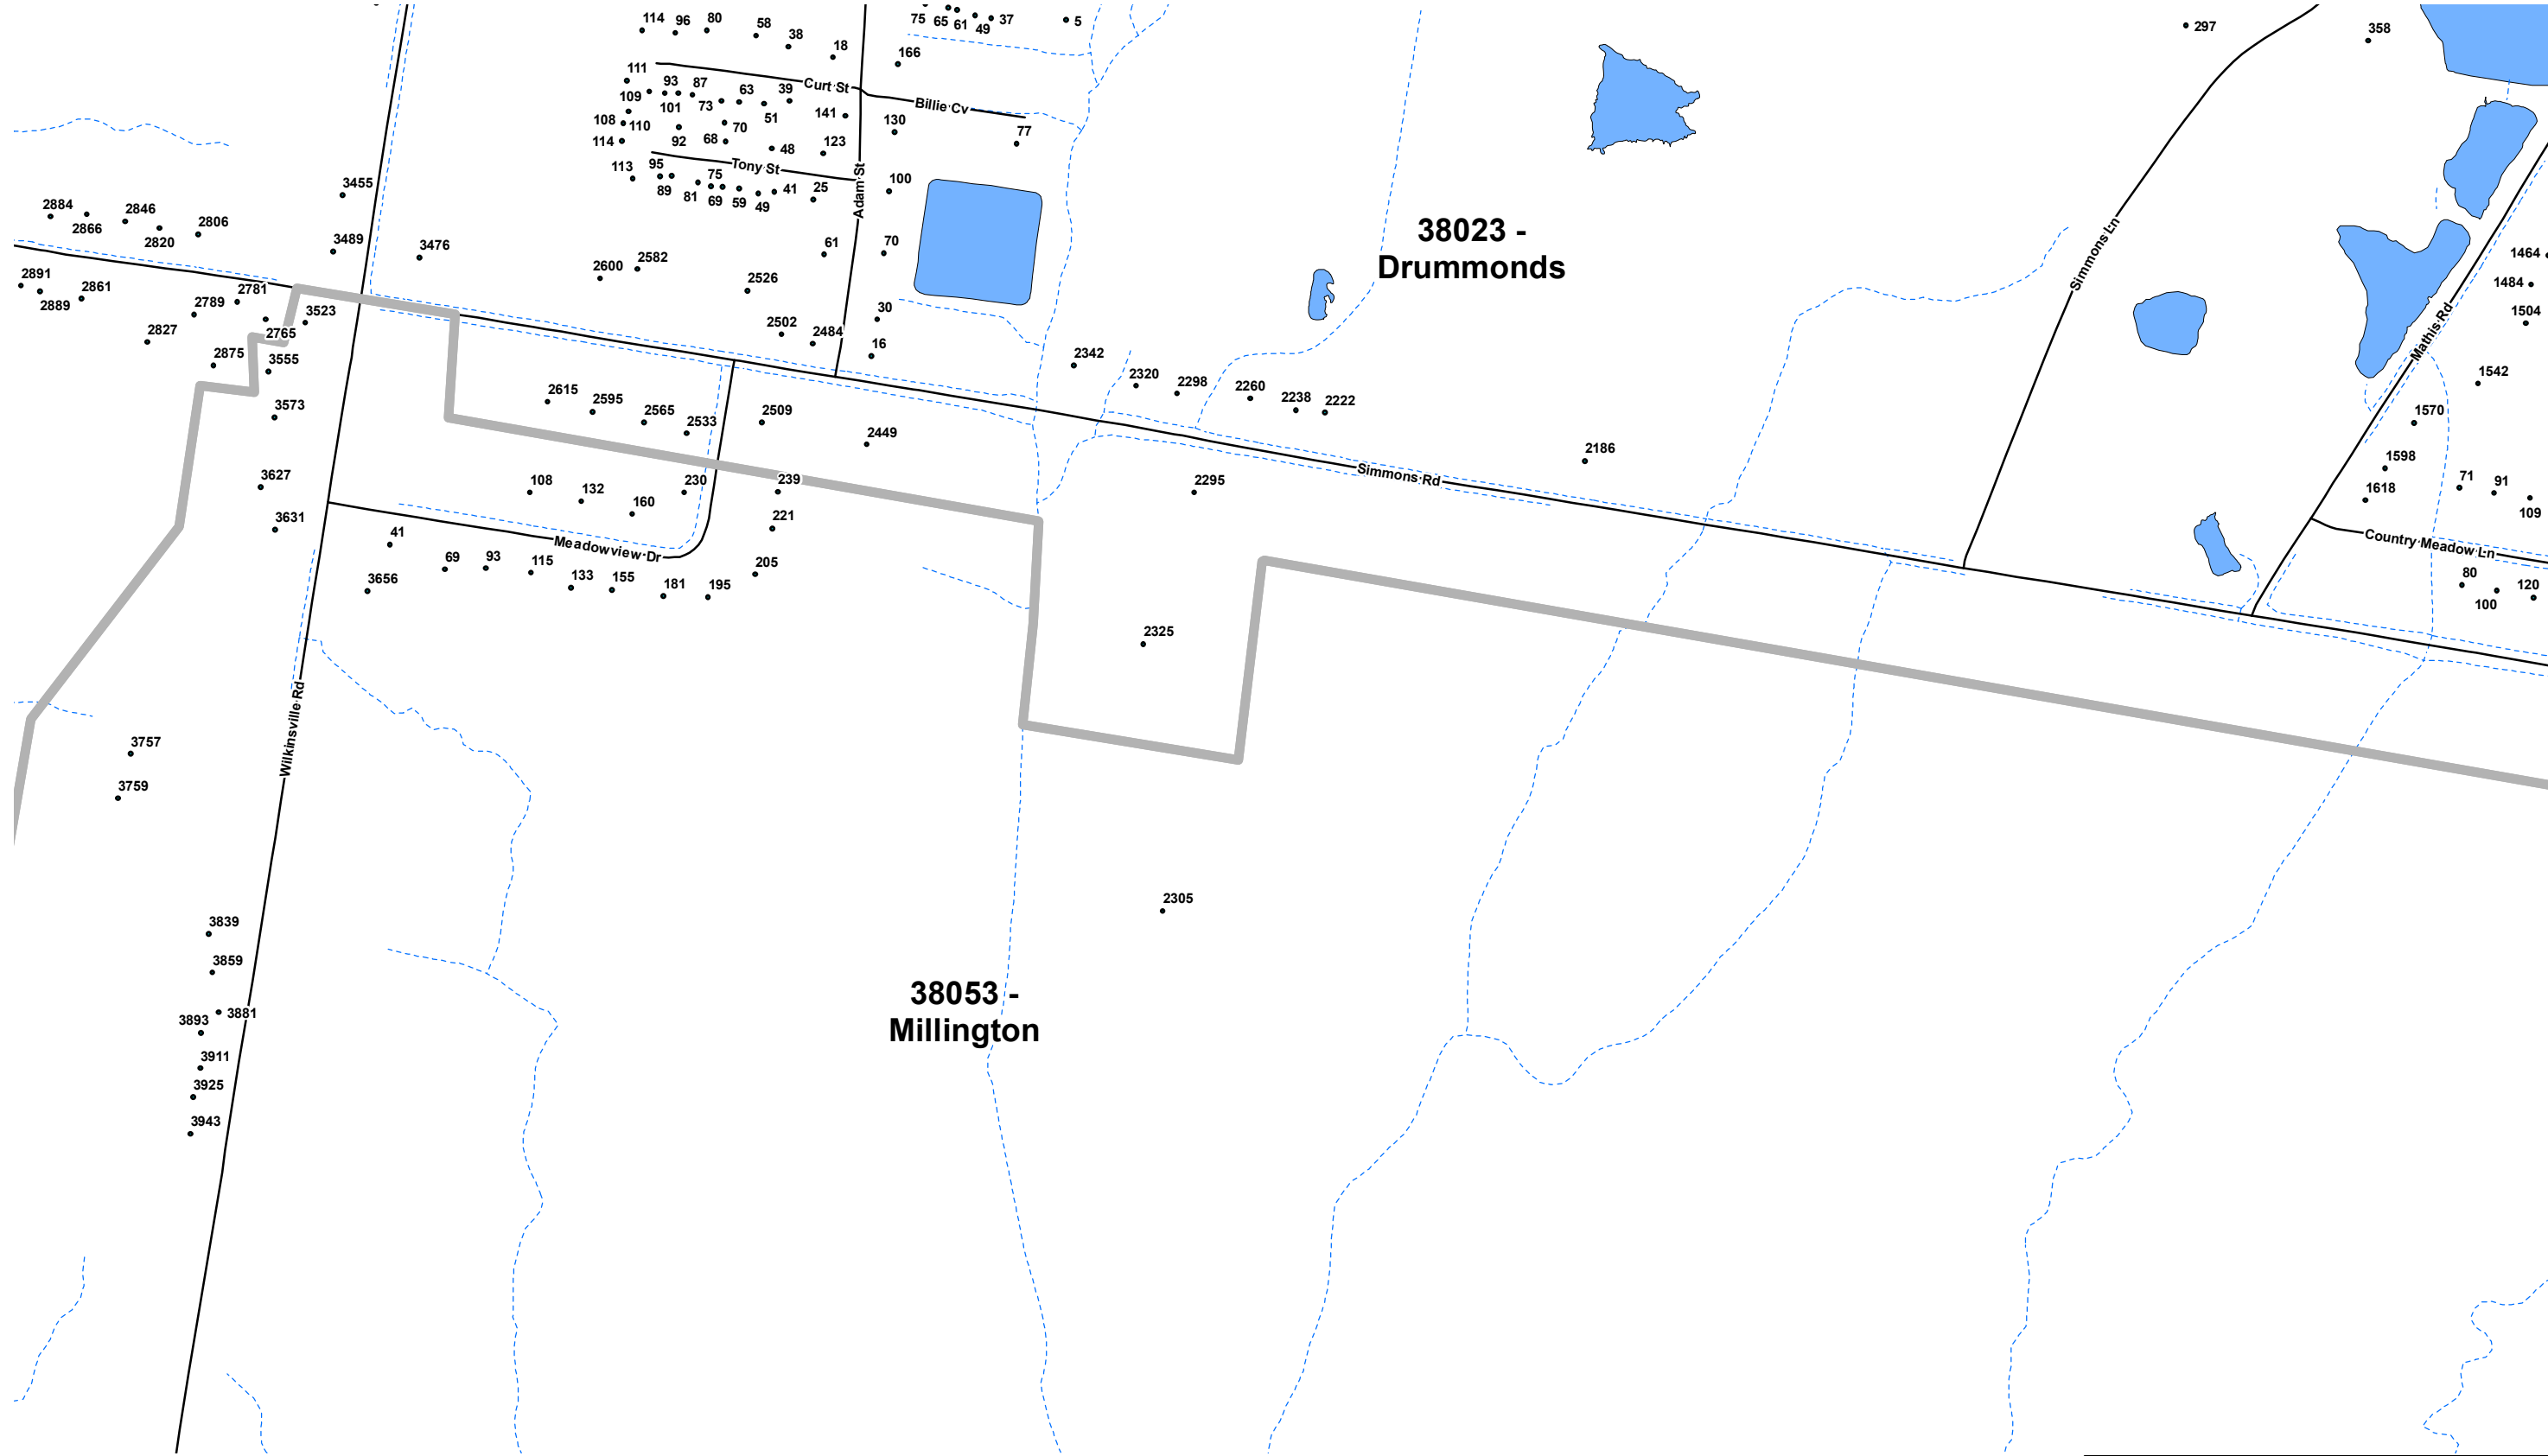 114 96 80 58 38 18
75 65 61 49 37 5
166
297
358
111 93 87 63 39
Curt St
Billie Cv
109 101 73 51 141
108 110 92 68 70 48 123 130 77
114
Tony St
113 95 75 41 25
89 81 69 59 49
Adam St
100
3455
2884 2846 2806
2866 2820
3489 3476
2600 2582 2526
61 70
38023 -
Drummonds
Simmons Ln
Mathis Rd
1464
1484
1504
2891 2889 2861 2789 2781
2827 2765 3523
2875 3555
3573
2502 2484 30
16
2342 2320 2298 2260 2238 2222
1542
1570
1598
1618
71 91
109
2615 2595 2565 2533 2509
2449
2186
Simmons Rd
2295
3627
3631
108 132 160 230 239
221
205
41
Meadowview Dr
69 93 115 133 155 181 195
3656
Country Meadow Ln
80 100 120
2325
Wilkinsville Rd
3757
3759
2305
3839
3859
3881
3893
3911
3925
3943
38053 -
Millington